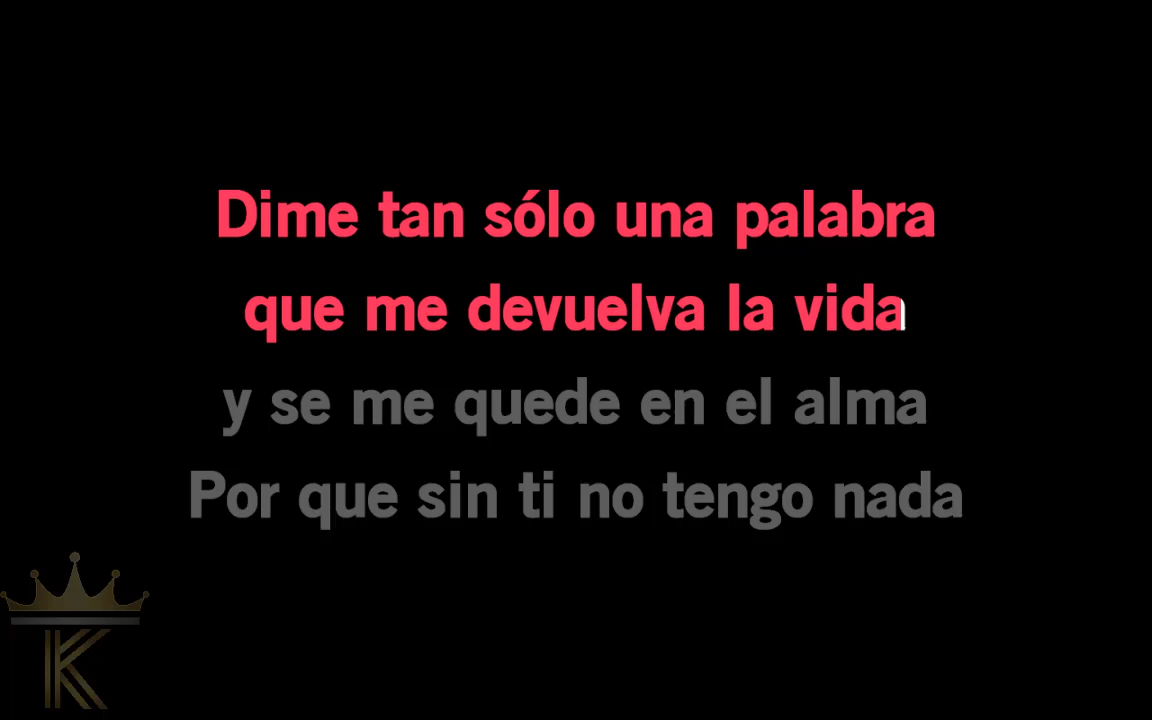 Dime tan sólo una palabra
que me devuelva la vida
y se me quede en el alma
Por que sin ti no tengo nada
K